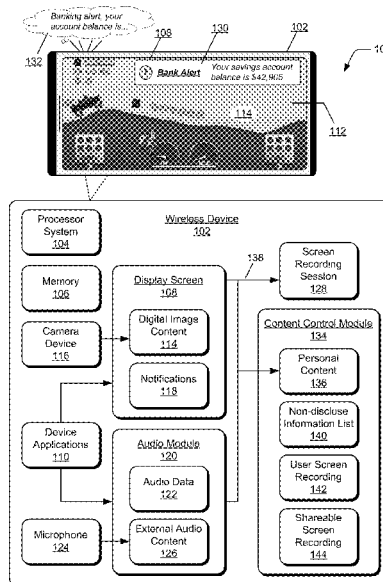 Banking alert, your
account balance is...
132
108
130
102
10
Bank Alert
Your savings account
balance is $42,905
114
112
Wireless Device
102
Processor
System
104
Memory
106
Camera
Device
116
Device
Applications
110
Microphone
124
Display Screen
108
Digital Image
Content
114
Notifications
118
Audio Module
120
Audio Data
122
External Audio
Content
126
138
Screen
Recording
Session
128
Content Control Module
134
Personal
Content
136
Non-disclose
Information List
140
User Screen
Recording
142
Shareable
Screen
Recording
144